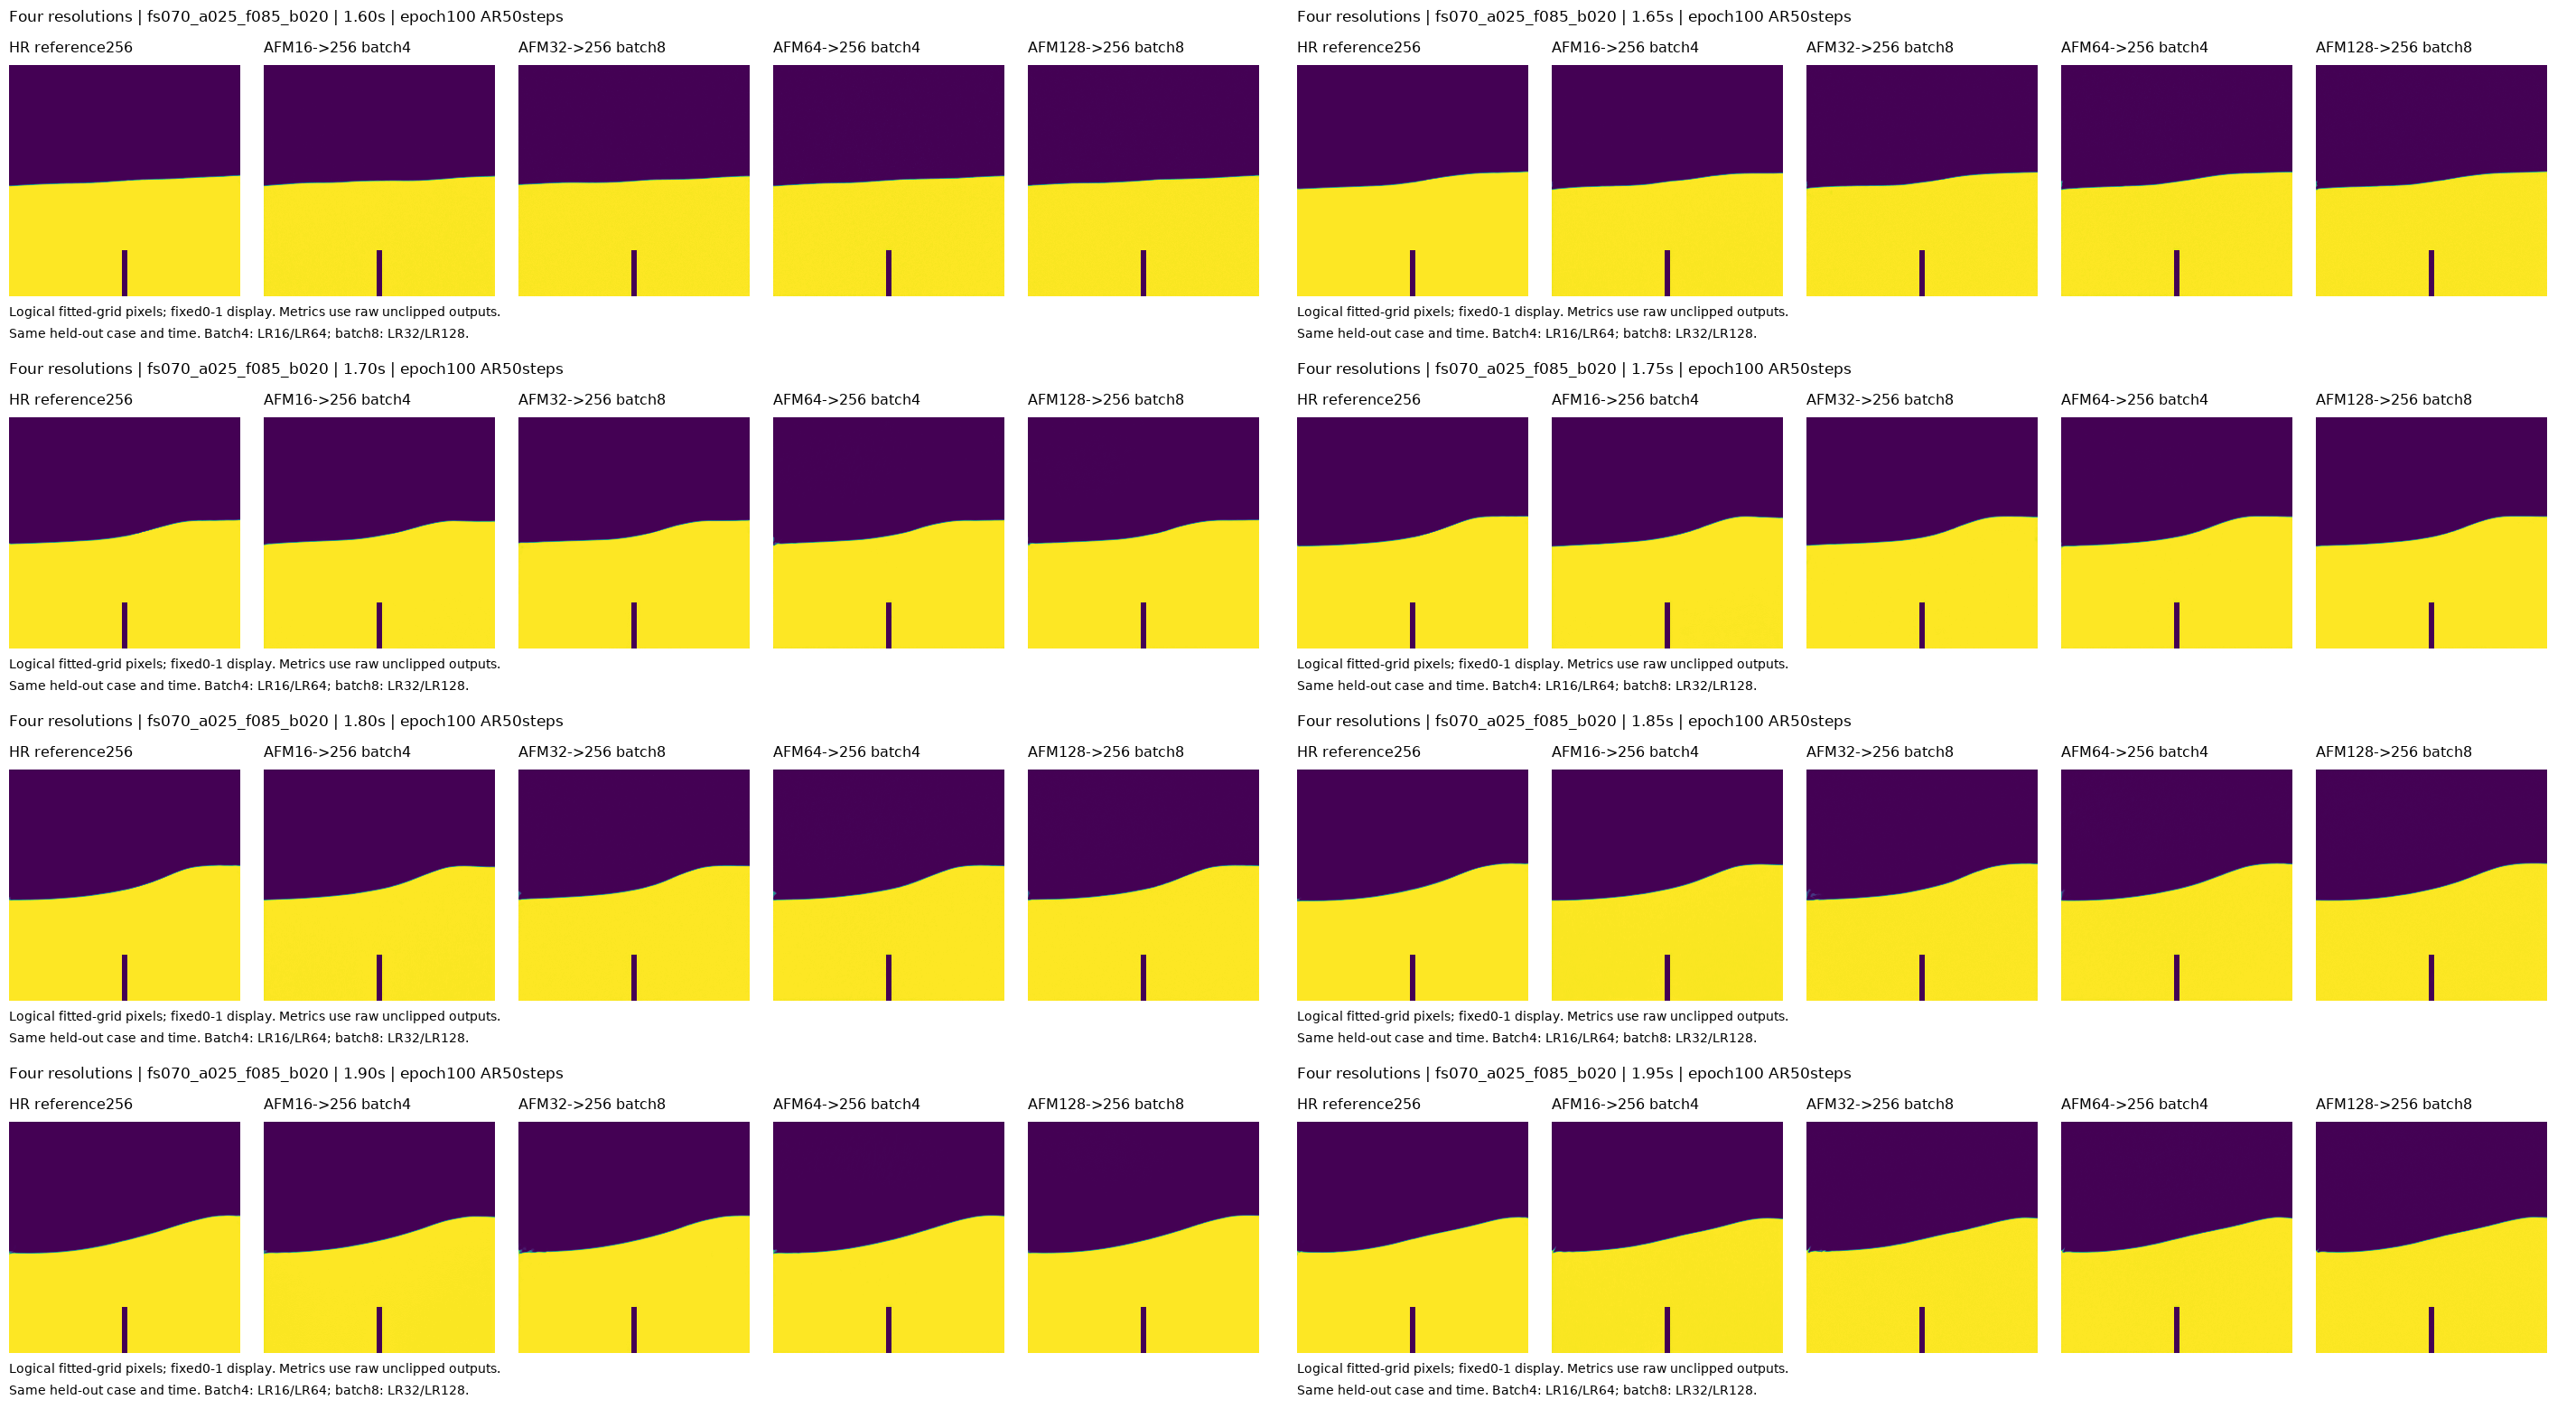 Four resolutions | fs070_a025_f085_b020 | 1.60s | epoch100 AR50steps
HR reference256 AFM16->256 batch4 AFM32->256 batch8 AFM64->256 batch4 AFM128->256 batch8
Logical fitted-grid pixels; fixed0-1 display. Metrics use raw unclipped outputs.
Same held-out case and time. Batch4: LR16/LR64; batch8: LR32/LR128.
Four resolutions | fs070_a025_f085_b020 | 1.65s | epoch100 AR50steps
HR reference256 AFM16->256 batch4 AFM32->256 batch8 AFM64->256 batch4 AFM128->256 batch8
Logical fitted-grid pixels; fixed0-1 display. Metrics use raw unclipped outputs.
Same held-out case and time. Batch4: LR16/LR64; batch8: LR32/LR128.
Four resolutions | fs070_a025_f085_b020 | 1.70s | epoch100 AR50steps
HR reference256 AFM16->256 batch4 AFM32->256 batch8 AFM64->256 batch4 AFM128->256 batch8
Logical fitted-grid pixels; fixed0-1 display. Metrics use raw unclipped outputs.
Same held-out case and time. Batch4: LR16/LR64; batch8: LR32/LR128.
Four resolutions | fs070_a025_f085_b020 | 1.75s | epoch100 AR50steps
HR reference256 AFM16->256 batch4 AFM32->256 batch8 AFM64->256 batch4 AFM128->256 batch8
Logical fitted-grid pixels; fixed0-1 display. Metrics use raw unclipped outputs.
Same held-out case and time. Batch4: LR16/LR64; batch8: LR32/LR128.
Four resolutions | fs070_a025_f085_b020 | 1.80s | epoch100 AR50steps
HR reference256 AFM16->256 batch4 AFM32->256 batch8 AFM64->256 batch4 AFM128->256 batch8
Logical fitted-grid pixels; fixed0-1 display. Metrics use raw unclipped outputs.
Same held-out case and time. Batch4: LR16/LR64; batch8: LR32/LR128.
Four resolutions | fs070_a025_f085_b020 | 1.85s | epoch100 AR50steps
HR reference256 AFM16->256 batch4 AFM32->256 batch8 AFM64->256 batch4 AFM128->256 batch8
Logical fitted-grid pixels; fixed0-1 display. Metrics use raw unclipped outputs.
Same held-out case and time. Batch4: LR16/LR64; batch8: LR32/LR128.
Four resolutions | fs070_a025_f085_b020 | 1.90s | epoch100 AR50steps
HR reference256 AFM16->256 batch4 AFM32->256 batch8 AFM64->256 batch4 AFM128->256 batch8
Logical fitted-grid pixels; fixed0-1 display. Metrics use raw unclipped outputs.
Same held-out case and time. Batch4: LR16/LR64; batch8: LR32/LR128.
Four resolutions | fs070_a025_f085_b020 | 1.95s | epoch100 AR50steps
HR reference256 AFM16->256 batch4 AFM32->256 batch8 AFM64->256 batch4 AFM128->256 batch8
Logical fitted-grid pixels; fixed0-1 display. Metrics use raw unclipped outputs.
Same held-out case and time. Batch4: LR16/LR64; batch8: LR32/LR128.